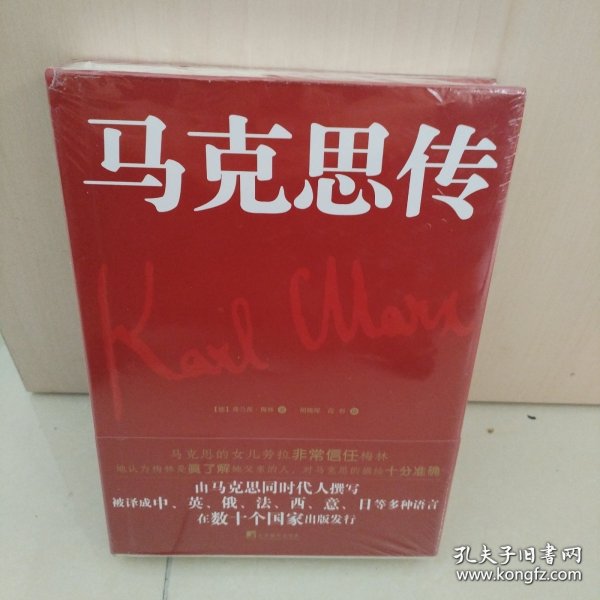 马克思传
Karl Marx
【德】弗兰茨·梅林 著
马克思的女儿劳拉非常信任梅林
她认为梅林是最了解她父亲的人，对马克思的描绘十分准确
由马克思同时代人撰写
被译成中、英、俄、法、西、意、日等多种语言
在数十个国家出版发行
孔夫子旧书网
www.kongfz.com